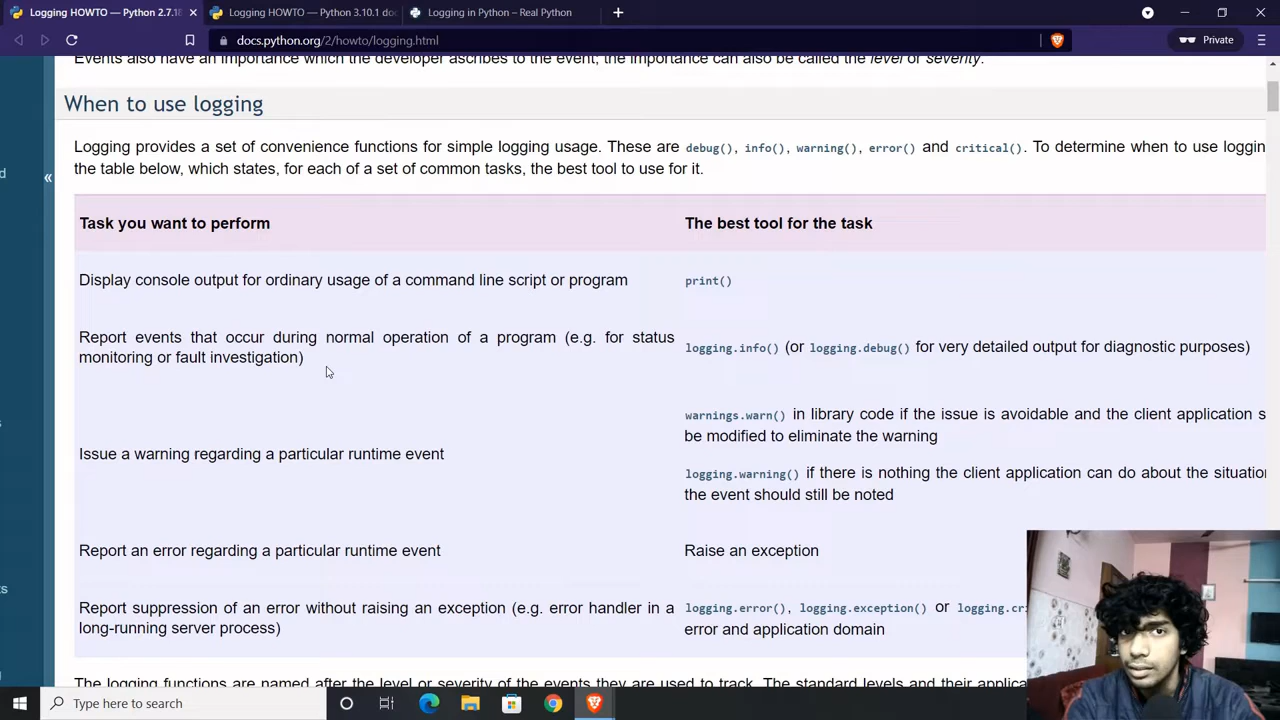 Logging HOWTO — Python 2.7.18
Logging HOWTO — Python 3.10.1 doc
Logging in Python – Real Python
docs.python.org/2/howto/logging.html
Private
Events also have an importance which the developer ascribes to the event; the importance can also be called the level or severity.
When to use logging
Logging provides a set of convenience functions for simple logging usage. These are debug(), info(), warning(), error() and critical(). To determine when to use loggin
the table below, which states, for each of a set of common tasks, the best tool to use for it.
«
Task you want to perform
The best tool for the task
Display console output for ordinary usage of a command line script or program
print()
Report events that occur during normal operation of a program (e.g. for status
monitoring or fault investigation)
logging.info() (or logging.debug() for very detailed output for diagnostic purposes)
Issue a warning regarding a particular runtime event
warnings.warn() in library code if the issue is avoidable and the client application s
be modified to eliminate the warning
logging.warning() if there is nothing the client application can do about the situation
the event should still be noted
Report an error regarding a particular runtime event
Raise an exception
Report suppression of an error without raising an exception (e.g. error handler in a
long-running server process)
logging.error(), logging.exception() or logging.cri
error and application domain
The logging functions are named after the level or severity of the events they are used to track. The standard levels and their applica
Type here to search